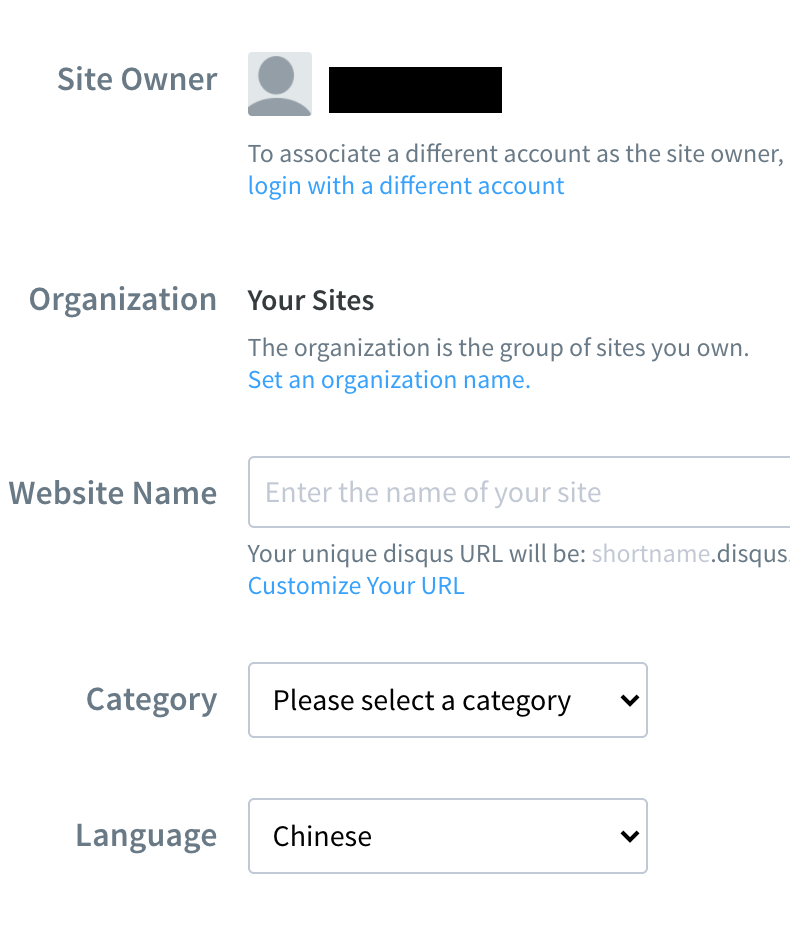 Site Owner
To associate a different account as the site owner,
login with a different account
Organization
Your Sites
The organization is the group of sites you own.
Set an organization name.
Website Name
Enter the name of your site
Your unique disqus URL will be: shortname.disqus.
Customize Your URL
Category
Please select a category
Language
Chinese